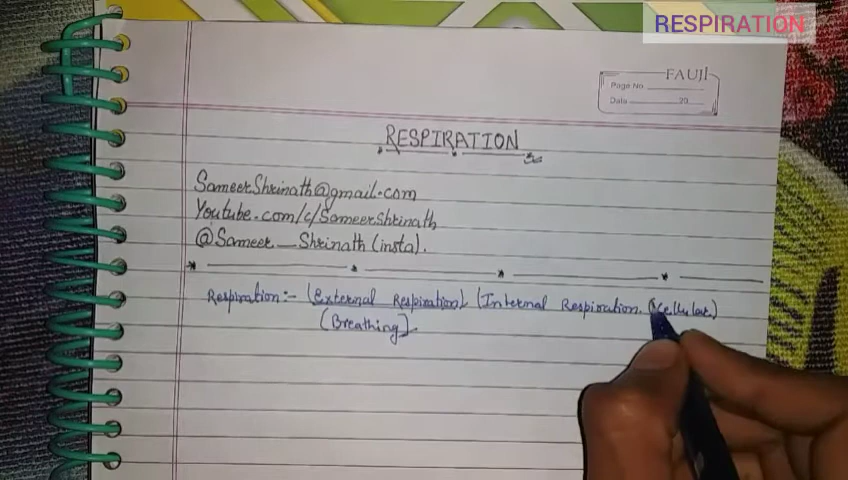 RESPIRATION
FAUJI
Page No.
Data 20
RESPIRATION
SameerShrinath@gmail.com
Youtube.com/c/SameerShrinath
@Sameer_Shrinath (insta).
Respiration:- (External Respiration) (Internal Respiration. (Cellular)
(Breathing)